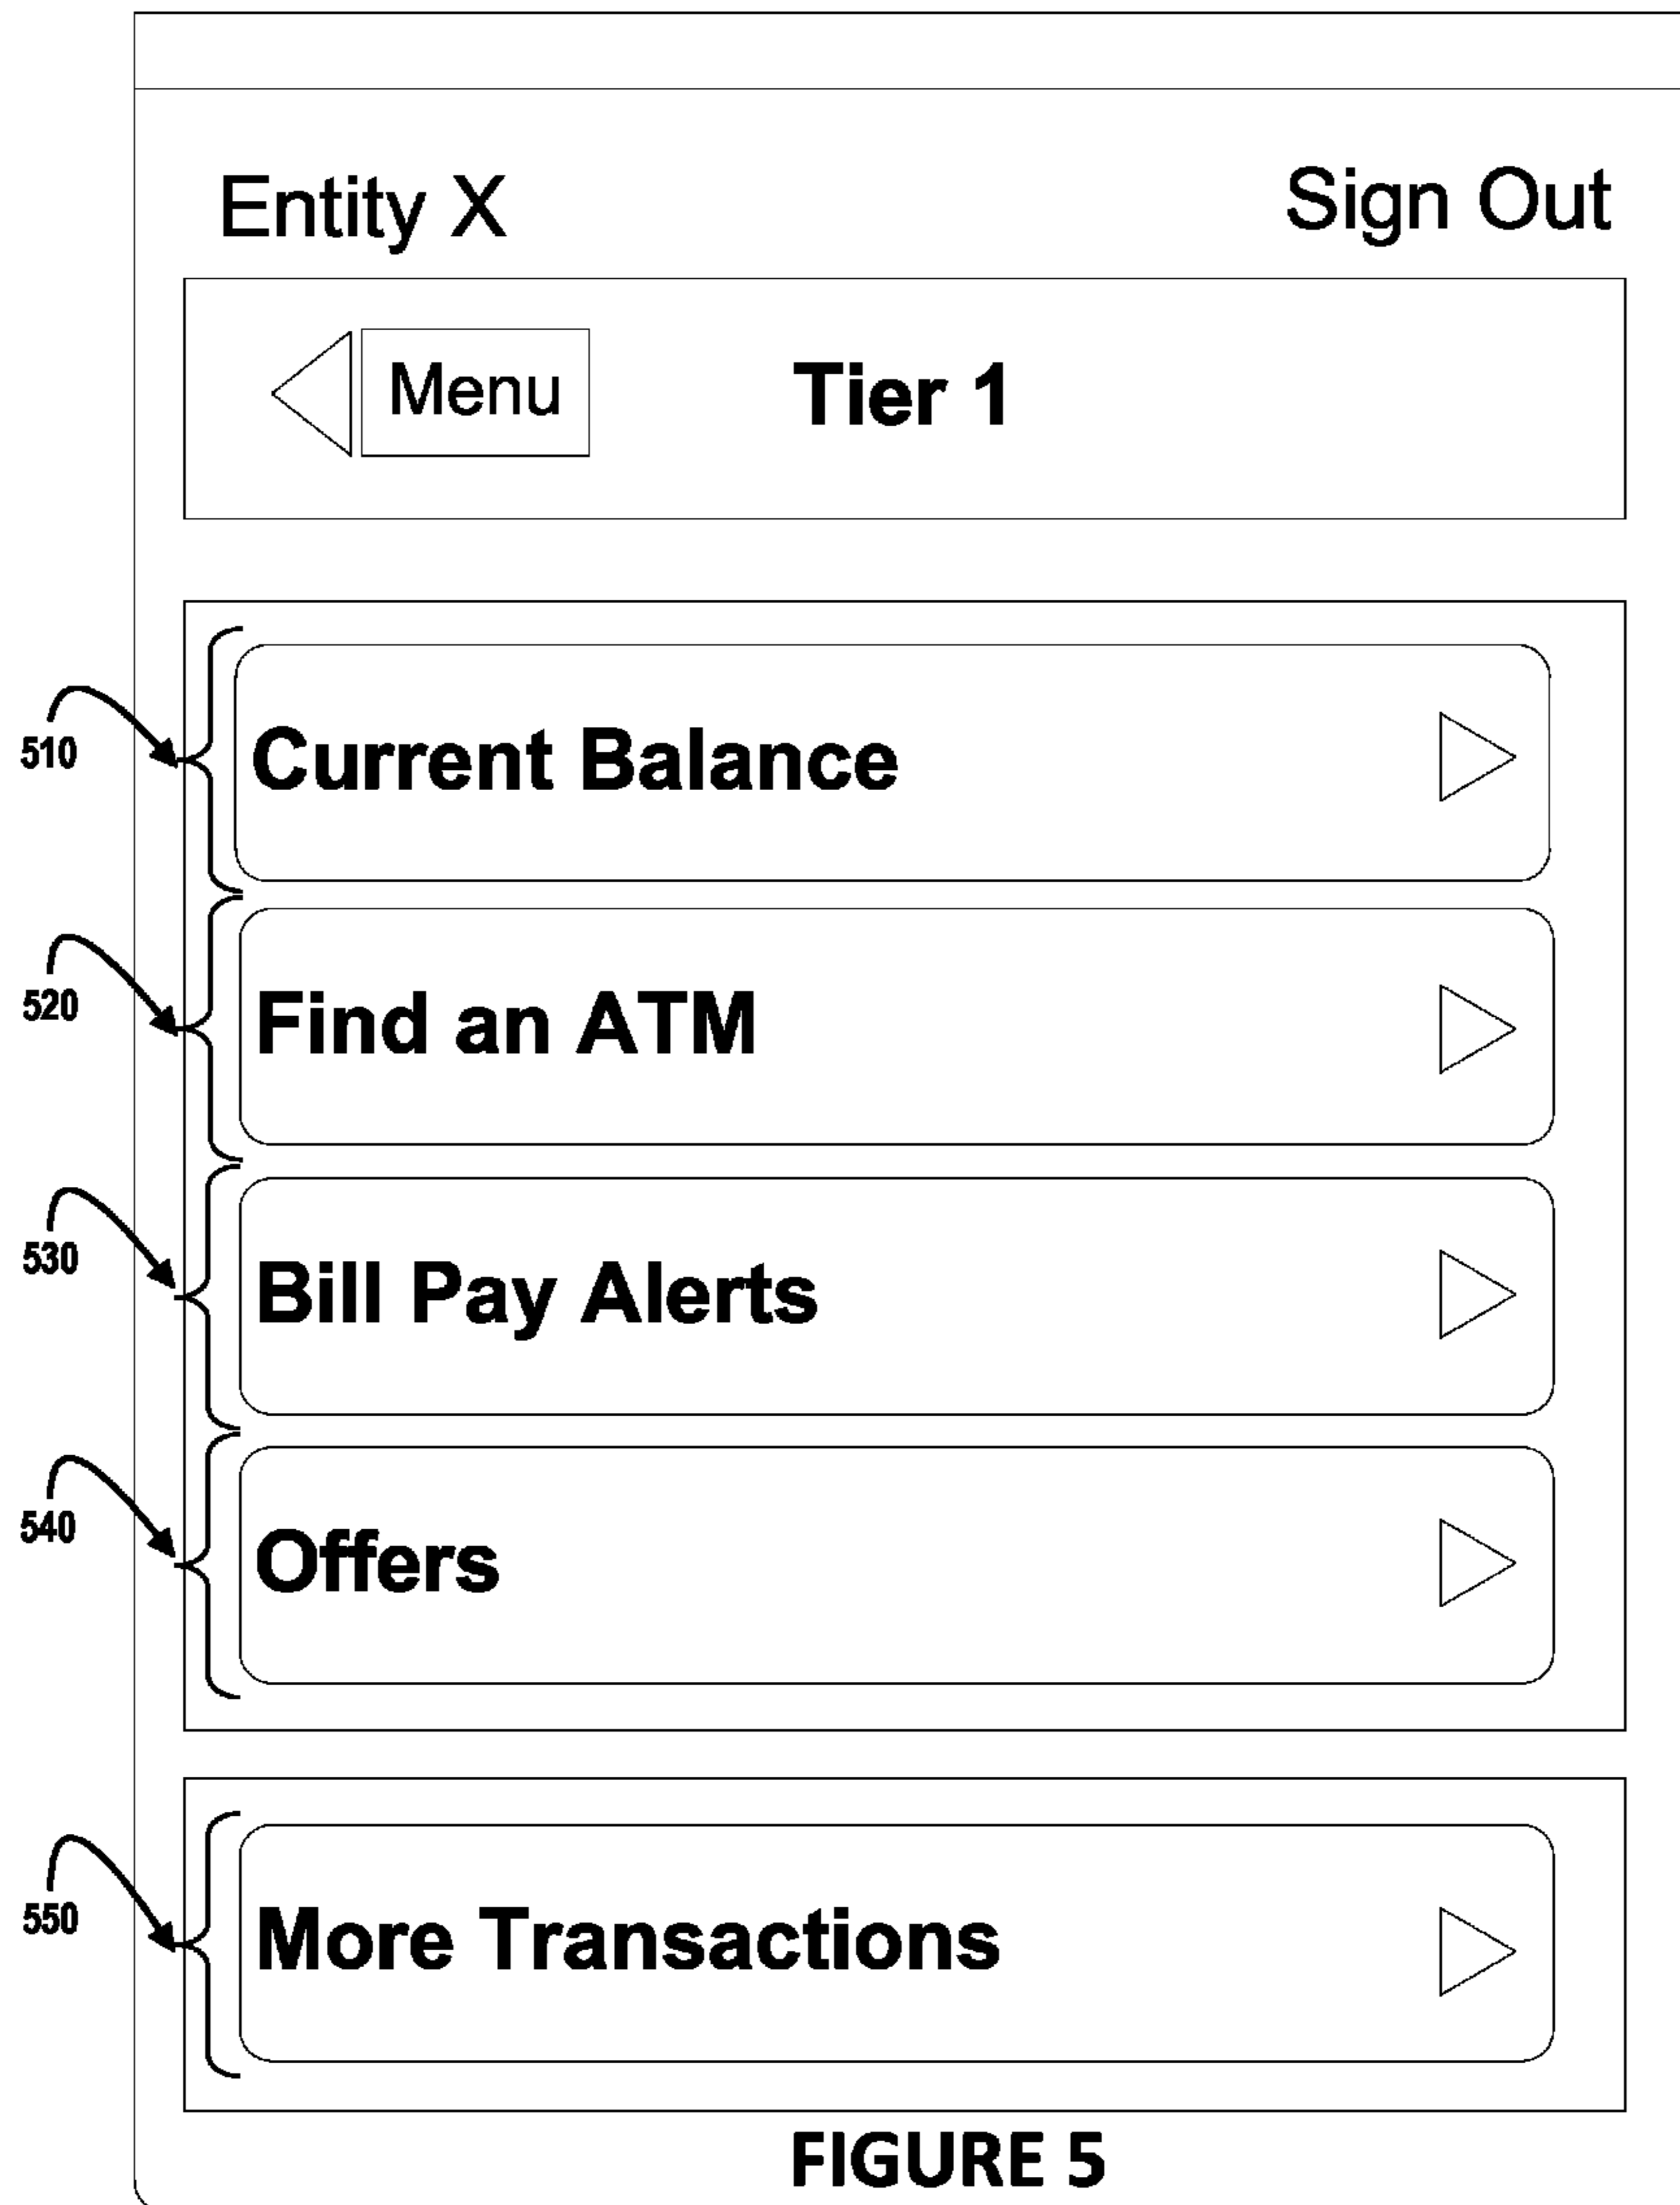 Entity X Sign Out
Menu Tier 1
510 Current Balance
520 Find an ATM
530 Bill Pay Alerts
540 Offers
550 More Transactions
FIGURE 5